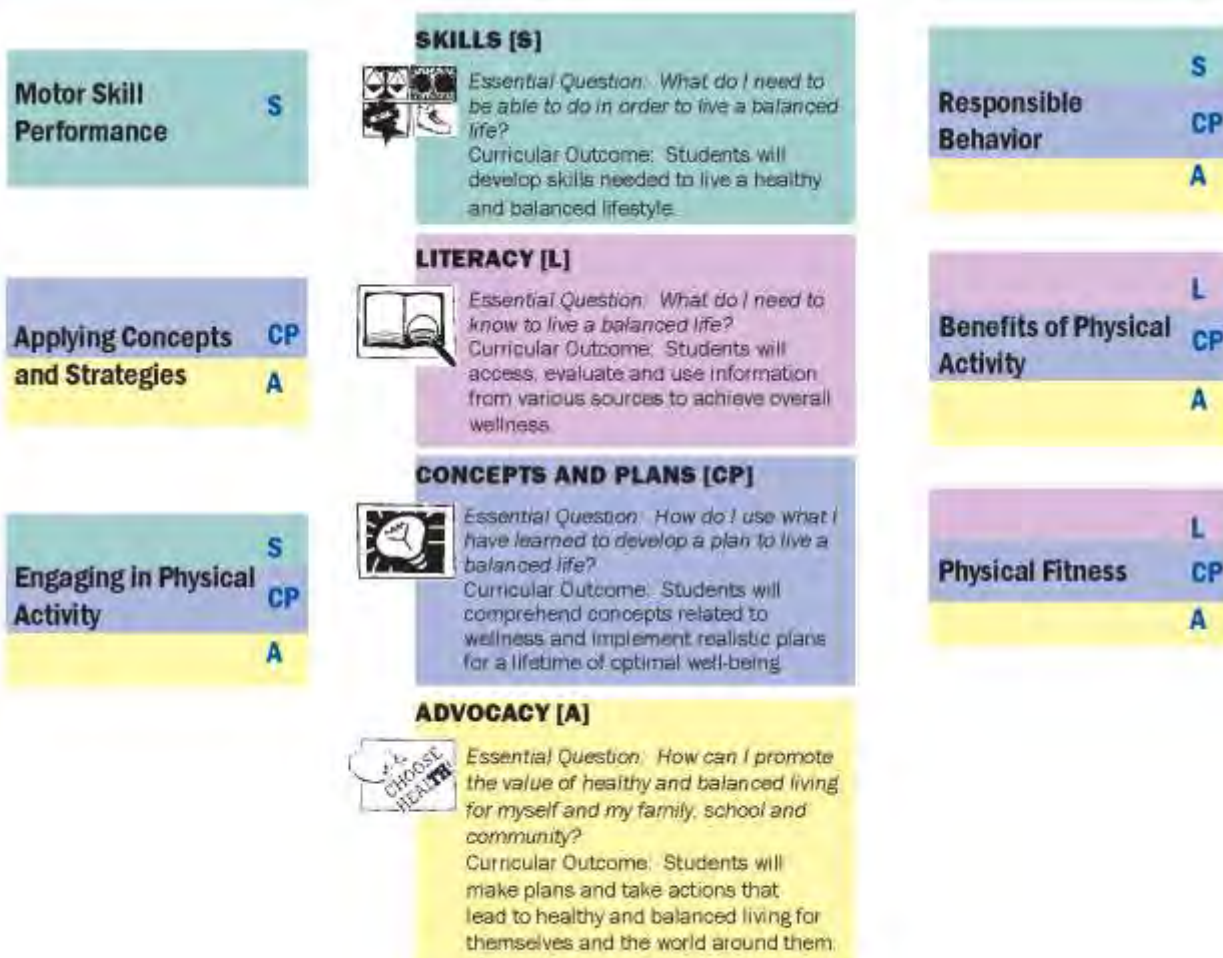 Motor Skill
Performance
S
Applying Concepts
and Strategies
CP
A
Engaging in Physical
Activity
S
CP
A
SKILLS [S]
Essential Question: What do I need to
be able to do in order to live a balanced
life?
Curricular Outcome: Students will
develop skills needed to live a healthy
and balanced lifestyle.
LITERACY [L]
Essential Question: What do I need to
know to live a balanced life?
Curricular Outcome: Students will
access, evaluate and use information
from various sources to achieve overall
wellness.
CONCEPTS AND PLANS [CP]
Essential Question: How do I use what I
have learned to develop a plan to live a
balanced life?
Curricular Outcome: Students will
comprehend concepts related to
wellness and implement realistic plans
for a lifetime of optimal well-being.
ADVOCACY [A]
CHOOSE
HEALTH
Essential Question: How can I promote
the value of healthy and balanced living
for myself and my family, school and
community?
Curricular Outcome: Students will
make plans and take actions that
lead to healthy and balanced living for
themselves and the world around them.
Responsible
Behavior
S
CP
A
Benefits of Physical
Activity
L
CP
A
Physical Fitness
L
CP
A